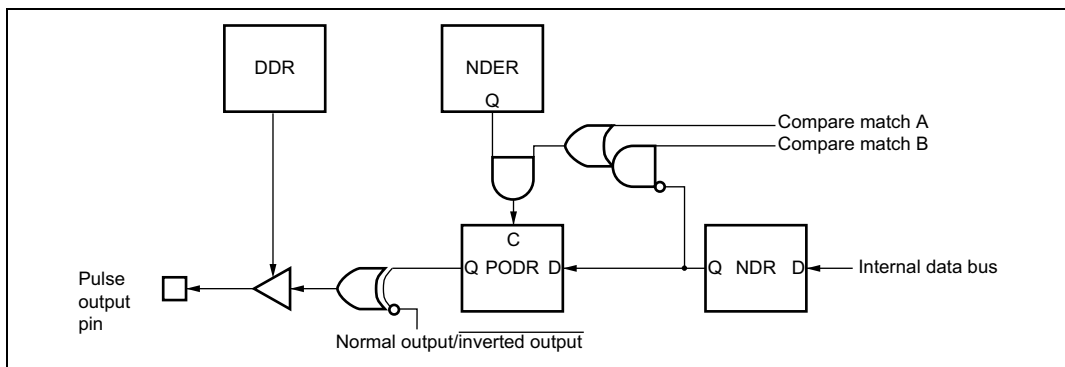 DDR
NDER
Q
Compare match A
Compare match B
C
Q PODR D
Q NDR D
Internal data bus
Pulse
output
pin
Normal output/inverted output